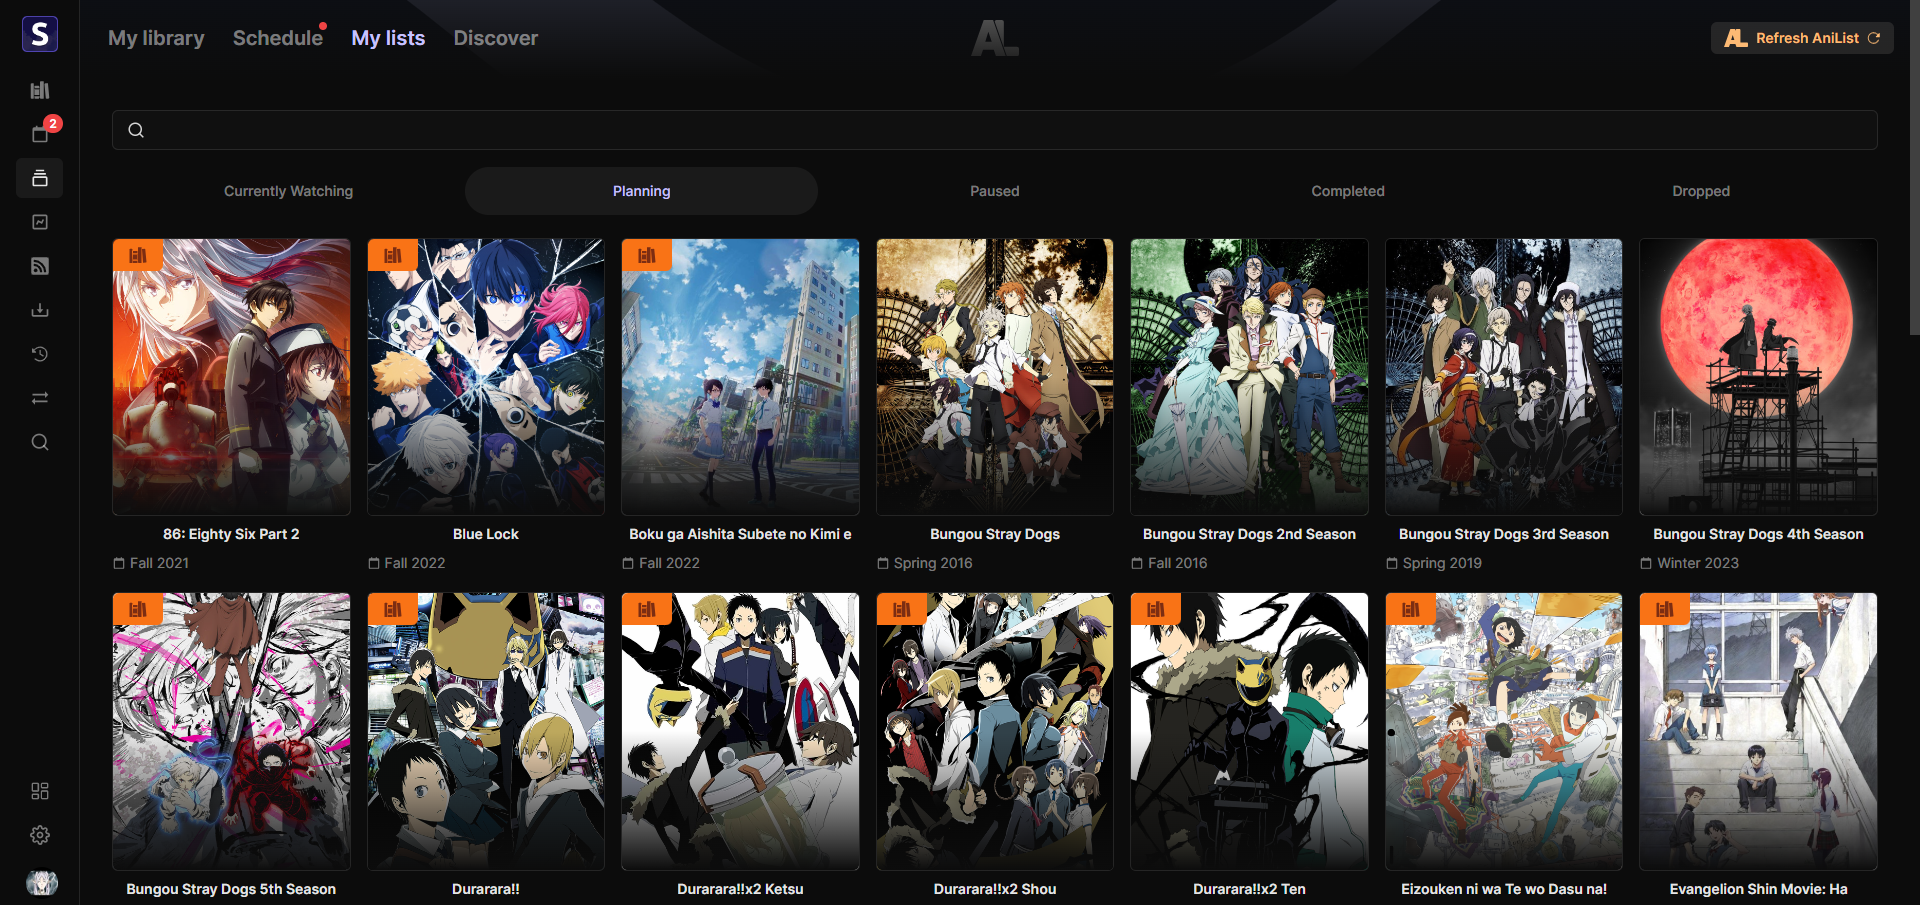 S
My library
Schedule
My lists
Discover
AL
AL Refresh AniList
2
Currently Watching
Planning
Paused
Completed
Dropped
86: Eighty Six Part 2
Blue Lock
Boku ga Aishita Subete no Kimi e
Bungou Stray Dogs
Bungou Stray Dogs 2nd Season
Bungou Stray Dogs 3rd Season
Bungou Stray Dogs 4th Season
Fall 2021
Fall 2022
Fall 2022
Spring 2016
Fall 2016
Spring 2019
Winter 2023
Bungou Stray Dogs 5th Season
Durarara!!
Durarara!!x2 Ketsu
Durarara!!x2 Shou
Durarara!!x2 Ten
Eizouken ni wa Te wo Dasu na!
Evangelion Shin Movie: Ha